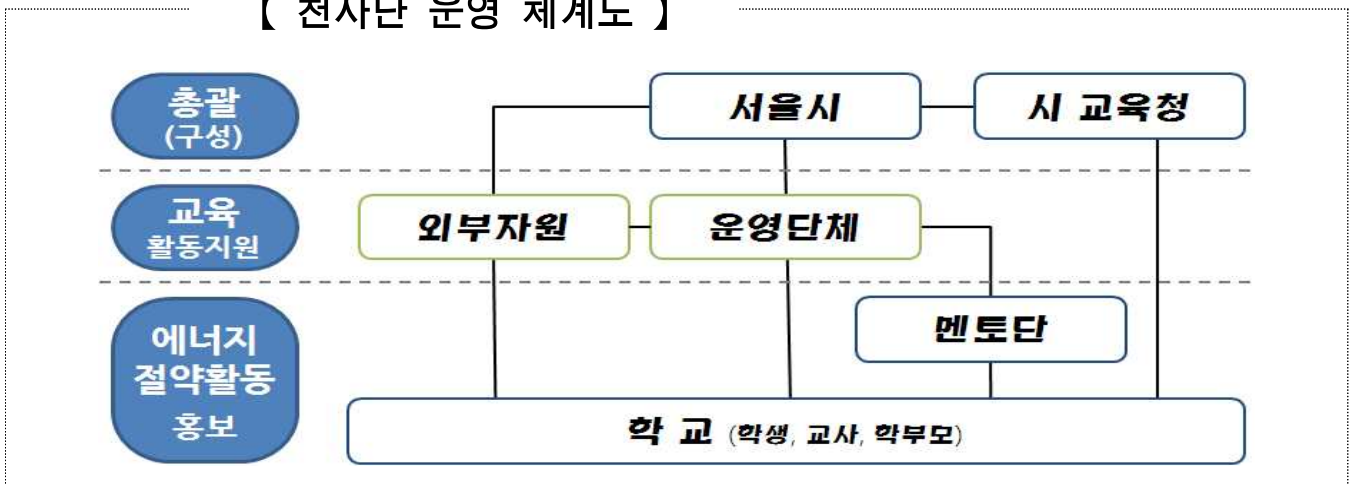 【 천사단 운영 체계도 】
총괄
(구성)
서울시
시 교육청
교육
활동지원
외부자원
운영단체
에너지
절약활동
홍보
멘토단
학 교 (학생, 교사, 학부모)